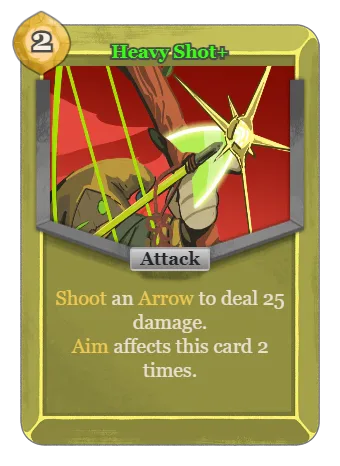 2
Heavy Shot+
Attack
Shoot an Arrow to deal 25
damage.
Aim affects this card 2
times.